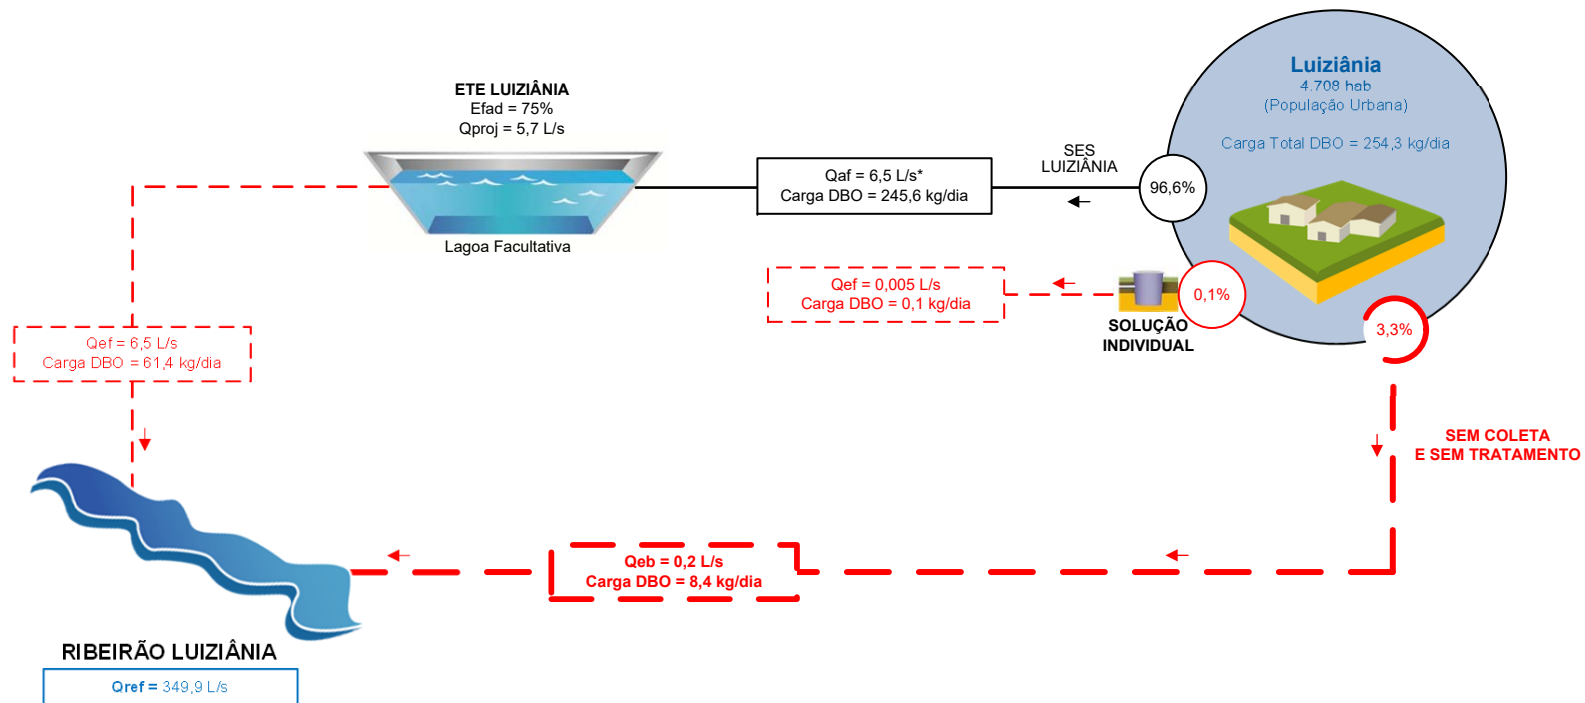 Luiziânia
4.708 hab
(População Urbana)
Carga Total DBO = 254,3 kg/dia
ETE LUIZIÂNIA
Efad = 75%
Qproj = 5,7 L/s
Lagoa Facultativa
Qaf = 6,5 L/s*
Carga DBO = 245,6 kg/dia
SES
LUIZIÂNIA
96,6%
Qef = 0,005 L/s
Carga DBO = 0,1 kg/dia
0,1%
SOLUÇÃO
INDIVIDUAL
3,3%
Qef = 6,5 L/s
Carga DBO = 61,4 kg/dia
SEM COLETA
E SEM TRATAMENTO
Qeb = 0,2 L/s
Carga DBO = 8,4 kg/dia
RIBEIRÃO LUIZIÂNIA
Qref = 349,9 L/s